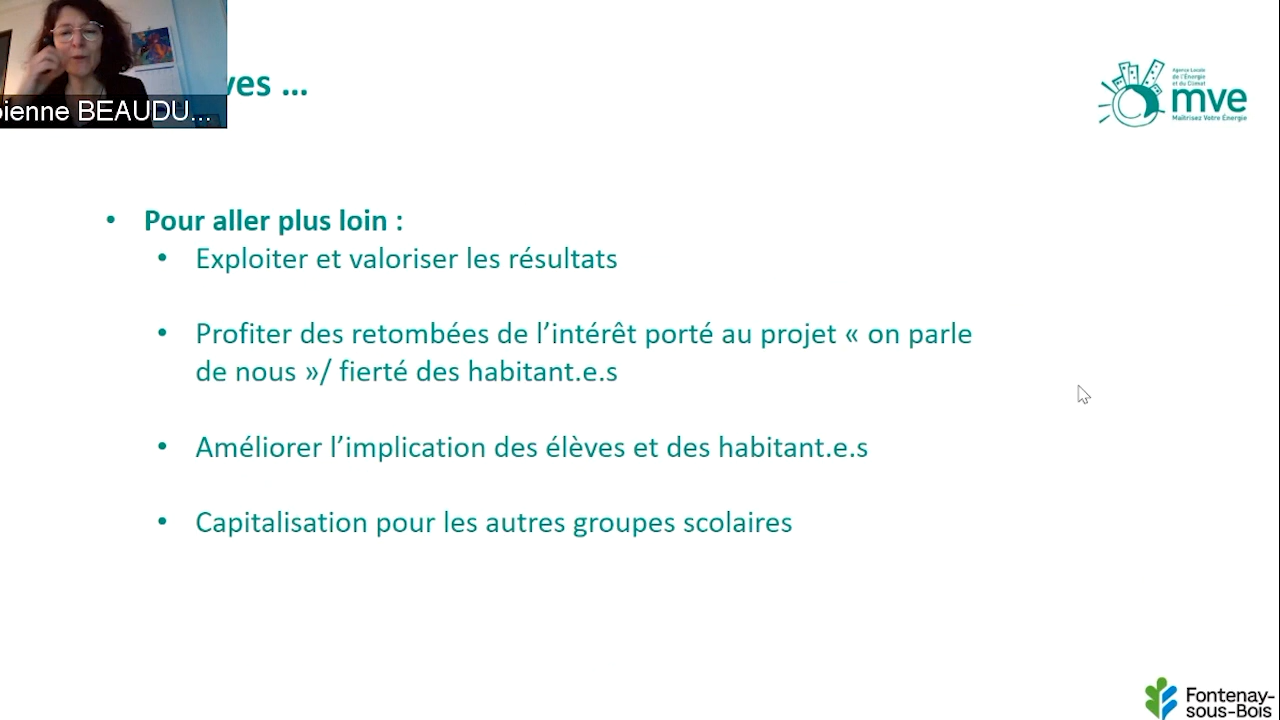 ves ...
bienne BEAUDU...
Agence Locale
de l'Énergie
et du Climat
mve
Maîtrisez Votre Énergie
• Pour aller plus loin :
• Exploiter et valoriser les résultats
• Profiter des retombées de l’intérêt porté au projet « on parle
de nous »/ fierté des habitant.e.s
• Améliorer l’implication des élèves et des habitant.e.s
• Capitalisation pour les autres groupes scolaires
Fontenay-
sous-Bois